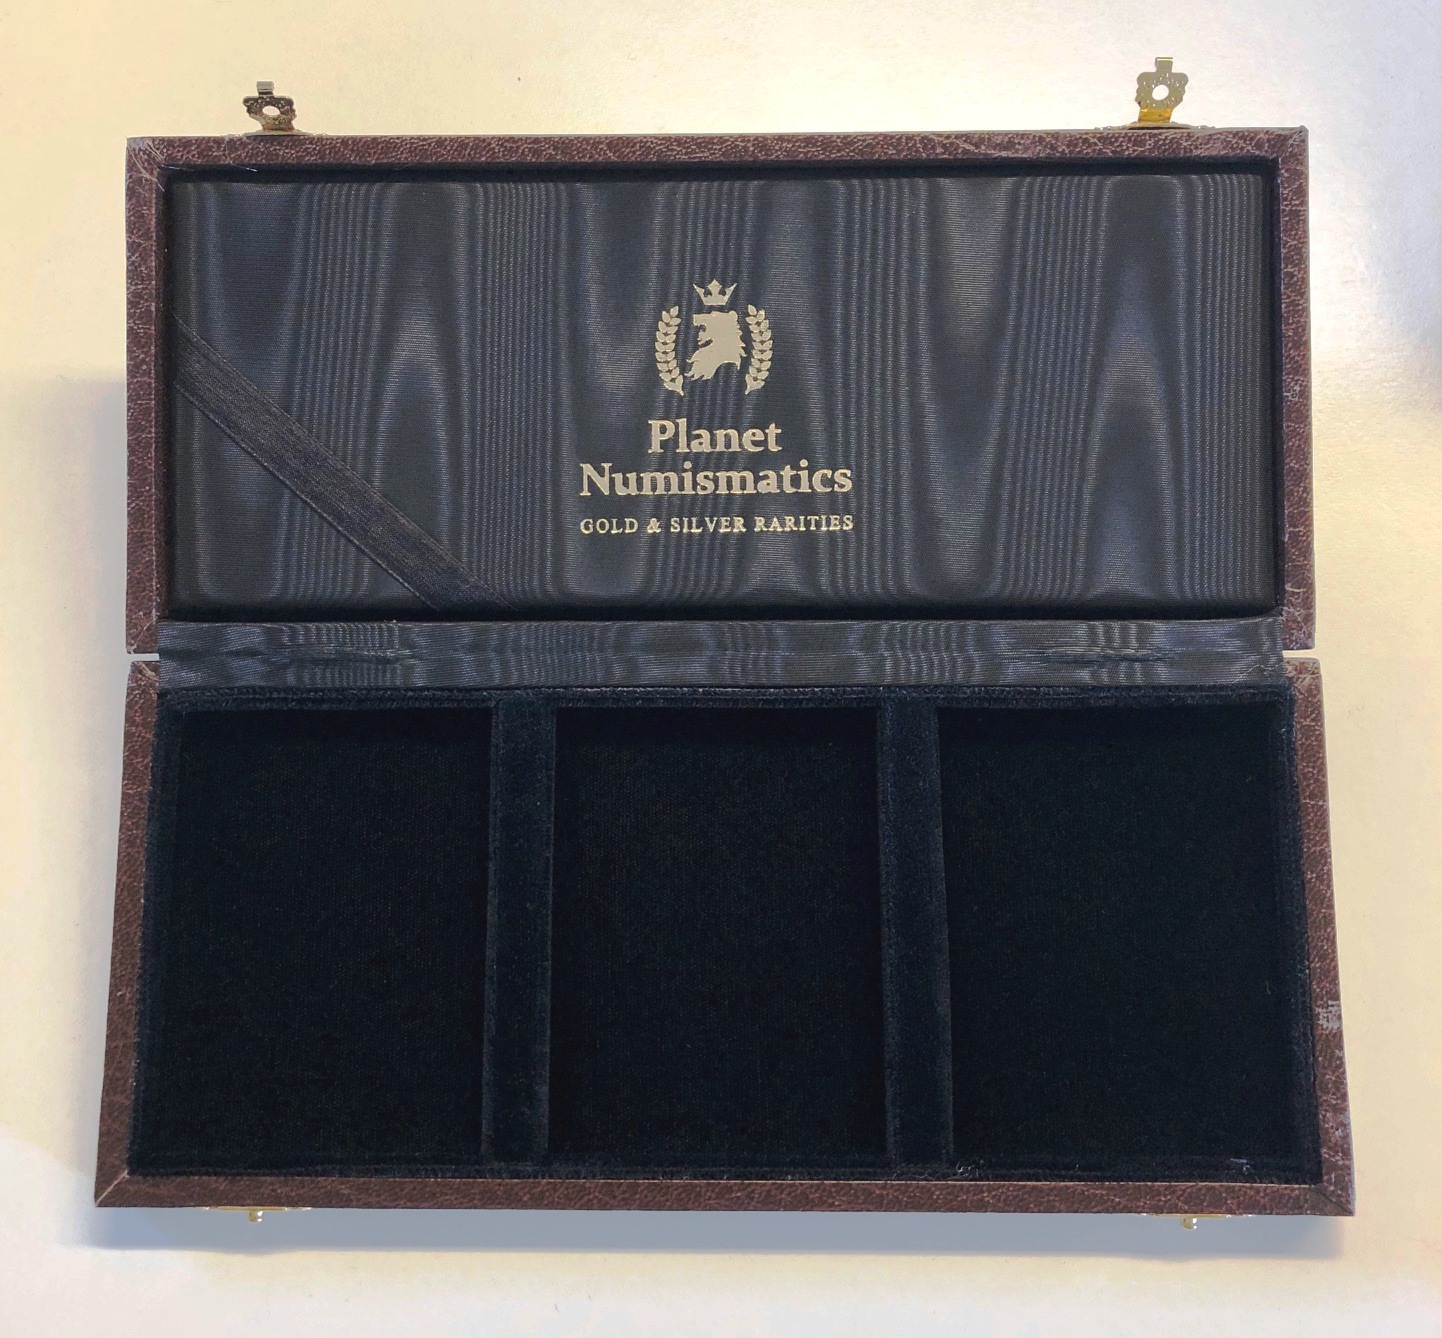 Planet
Numismatics
GOLD & SILVER RARITIES